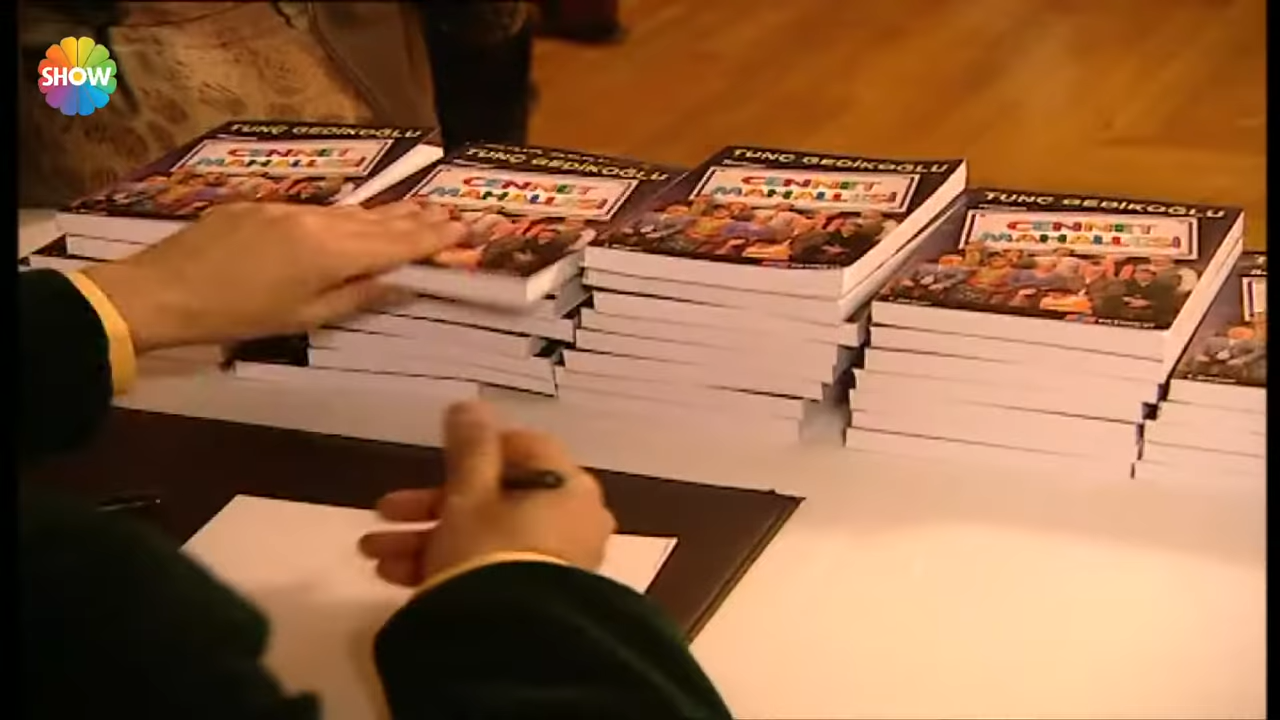 SHOW
TUNÇ GEDİKOĞLU
CENNET
MAHALLESİ
TUNÇ GEDİKOĞLU
CENNET
MAHALLESİ
TUNÇ GEDİKOĞLU
CENNET
MAHALLESİ
TUNÇ GEDİKOĞLU
CENNET
MAHALLESİ